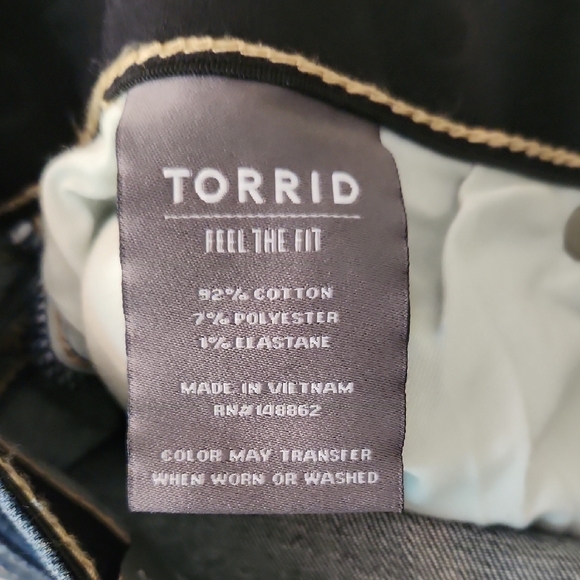 TORRID
FEEL THE FIT
92% COTTON
7% POLYESTER
1% ELASTANE
MADE IN VIETNAM
RN# 148862
COLOR MAY TRANSFER
WHEN WORN OR WASHED